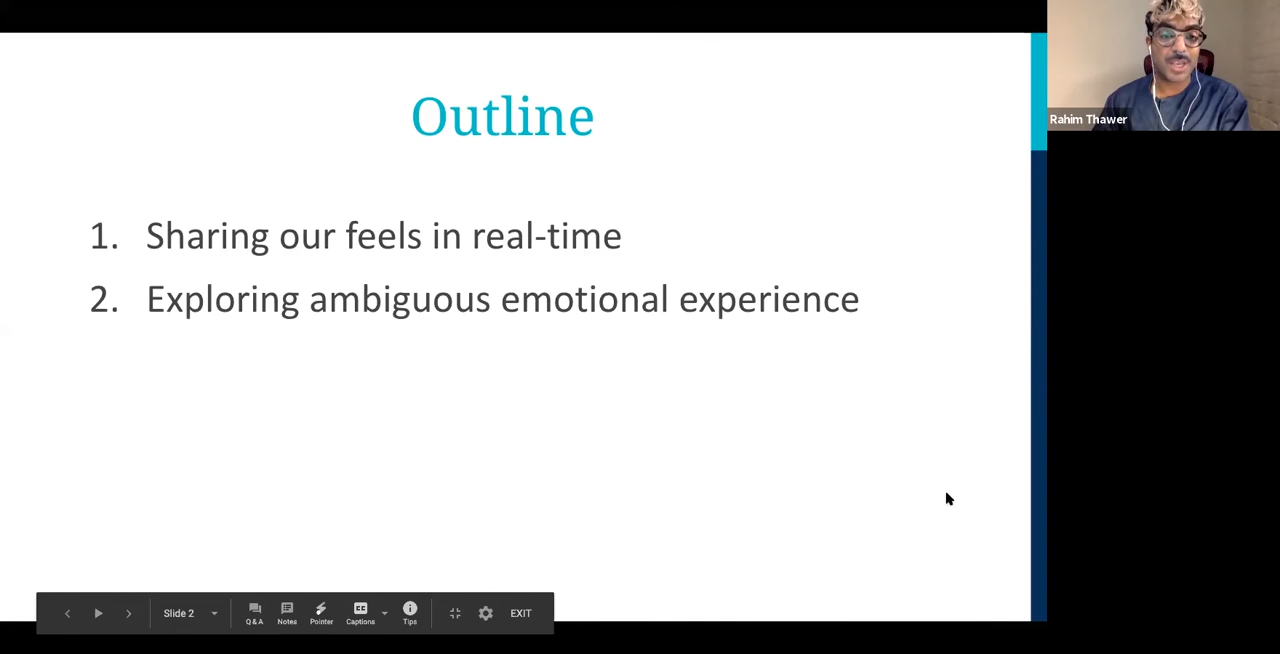 Outline
1. Sharing our feels in real-time
2. Exploring ambiguous emotional experience
Rahim Thawer
Slide 2
Q & A
Notes
Pointer
CC
Captions
Tips
EXIT